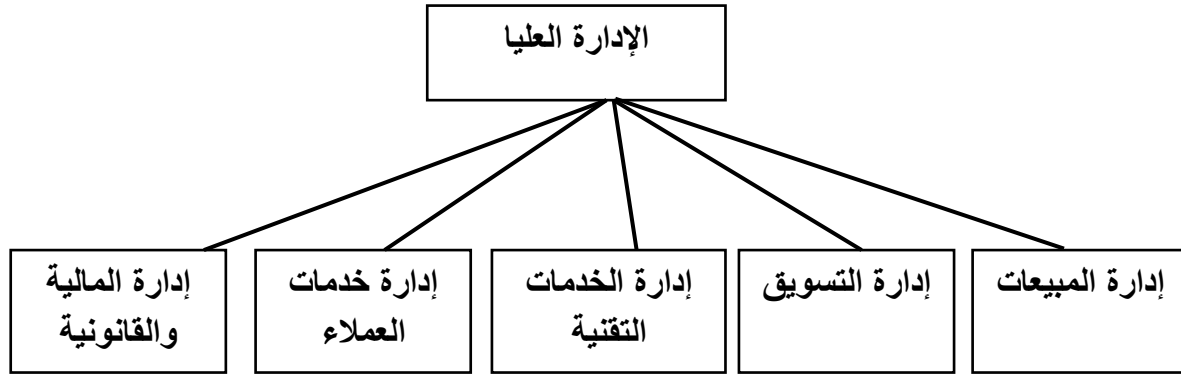 الإدارة العليا
إدارة المبيعات
إدارة التسويق
إدارة الخدمات
التقنية
إدارة خدمات
العملاء
إدارة المالية
والقانونية